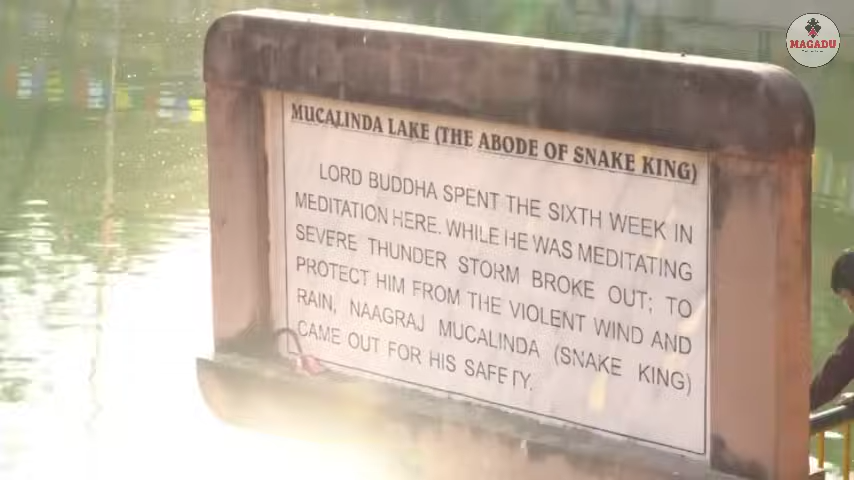 MAGADU
MUCALINDA LAKE (THE ABODE OF SNAKE KING)
LORD BUDDHA SPENT THE SIXTH WEEK IN
MEDITATION HERE. WHILE HE WAS MEDITATING
SEVERE THUNDER STORM BROKE OUT; TO
PROTECT HIM FROM THE VIOLENT WIND AND
RAIN, NAAGRAJ MUCALINDA (SNAKE KING)
CAME OUT FOR HIS SAFETY.